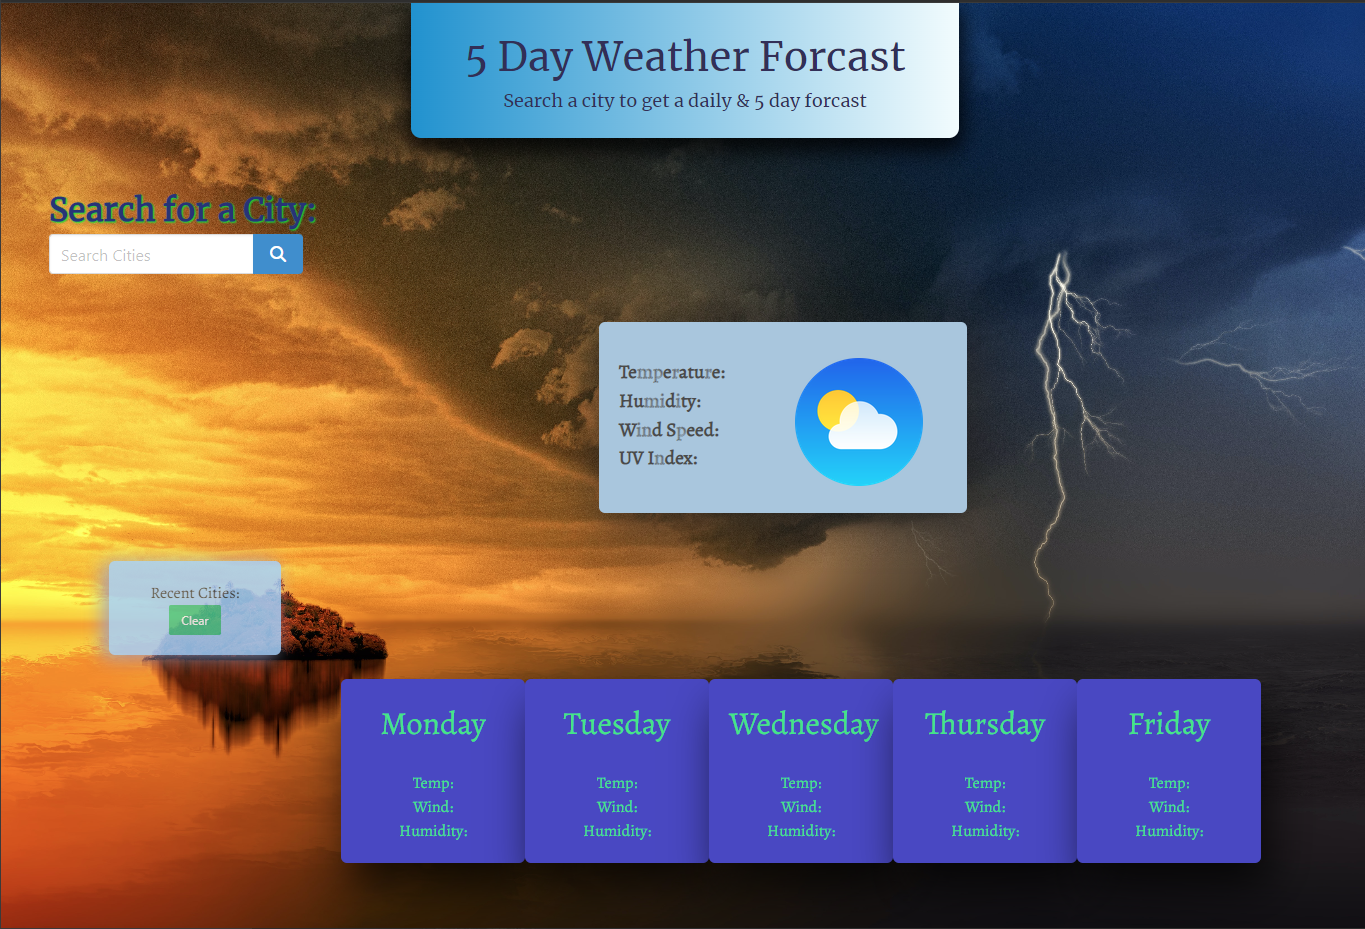 5 Day Weather Forcast
Search a city to get a daily & 5 day forcast
Search for a City:
Search Cities
Temperature:
Humidity:
Wind Speed:
UV Index:
Recent Cities:
Clear
Monday
Temp:
Wind:
Humidity:
Tuesday
Temp:
Wind:
Humidity:
Wednesday
Temp:
Wind:
Humidity:
Thursday
Temp:
Wind:
Humidity:
Friday
Temp:
Wind:
Humidity: